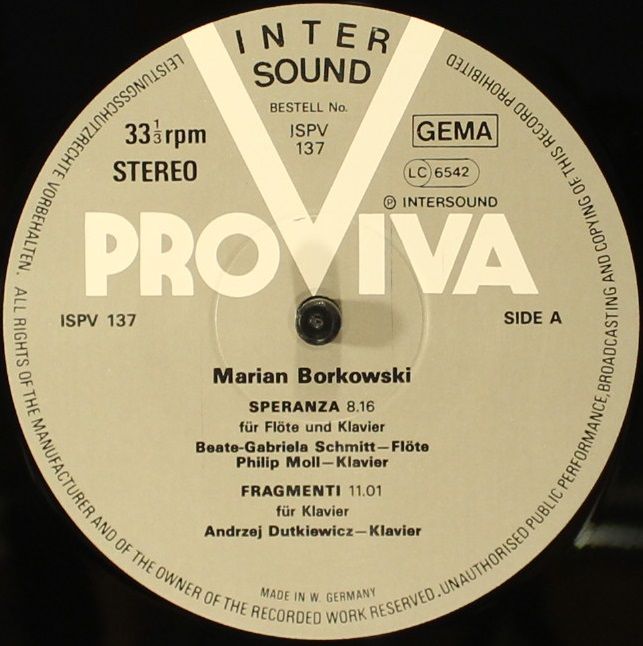 INTER
SOUND
BESTELL No.
ISPV
137
33 1/3 rpm
STEREO
GEMA
LC 6542
℗ INTERSOUND
PROVIVA
ISPV 137
SIDE A
Marian Borkowski
SPERANZA 8.16
für Flöte und Klavier
Beate-Gabriela Schmitt—Flöte
Philip Moll—Klavier
FRAGMENTI 11.01
für Klavier
Andrzej Dutkiewicz—Klavier
MADE IN W. GERMANY
LEISTUNGSSCHUTZRECHTE VORBEHALTEN. ALL RIGHTS OF THE MANUFACTURER AND OF THE OWNER OF THE RECORDED WORK RESERVED. UNAUTHORISED PUBLIC PERFORMANCE, BROADCASTING AND COPYING OF THIS RECORD PROHIBITED